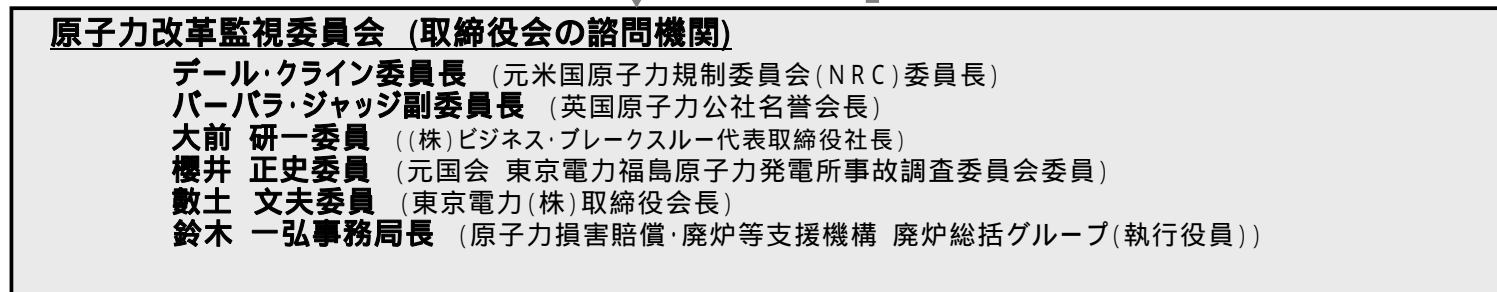 原子力改革監視委員会 (取締役会の諮問機関)
デール・クライン委員長 (元米国原子力規制委員会(NRC)委員長)
バーバラ・ジャッジ副委員長 (英国原子力公社名誉会長)
大前 研一委員 ((株)ビジネス・ブレークスルー代表取締役社長)
櫻井 正史委員 (元国会 東京電力福島原子力発電所事故調査委員会委員)
數土 文夫委員 (東京電力(株)取締役会長)
鈴木 一弘事務局長 (原子力損害賠償・廃炉等支援機構 廃炉総括グループ(執行役員))